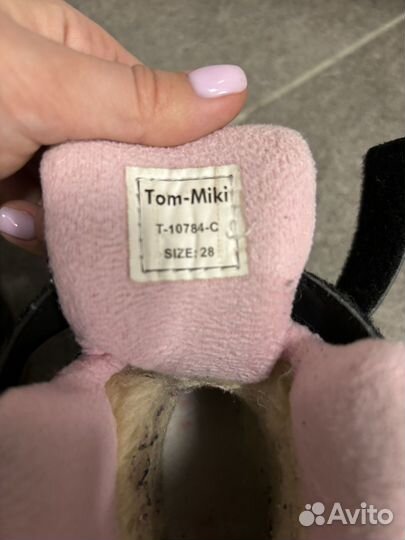 Tom-Miki
T-10784-C
SIZE: 28
Avito